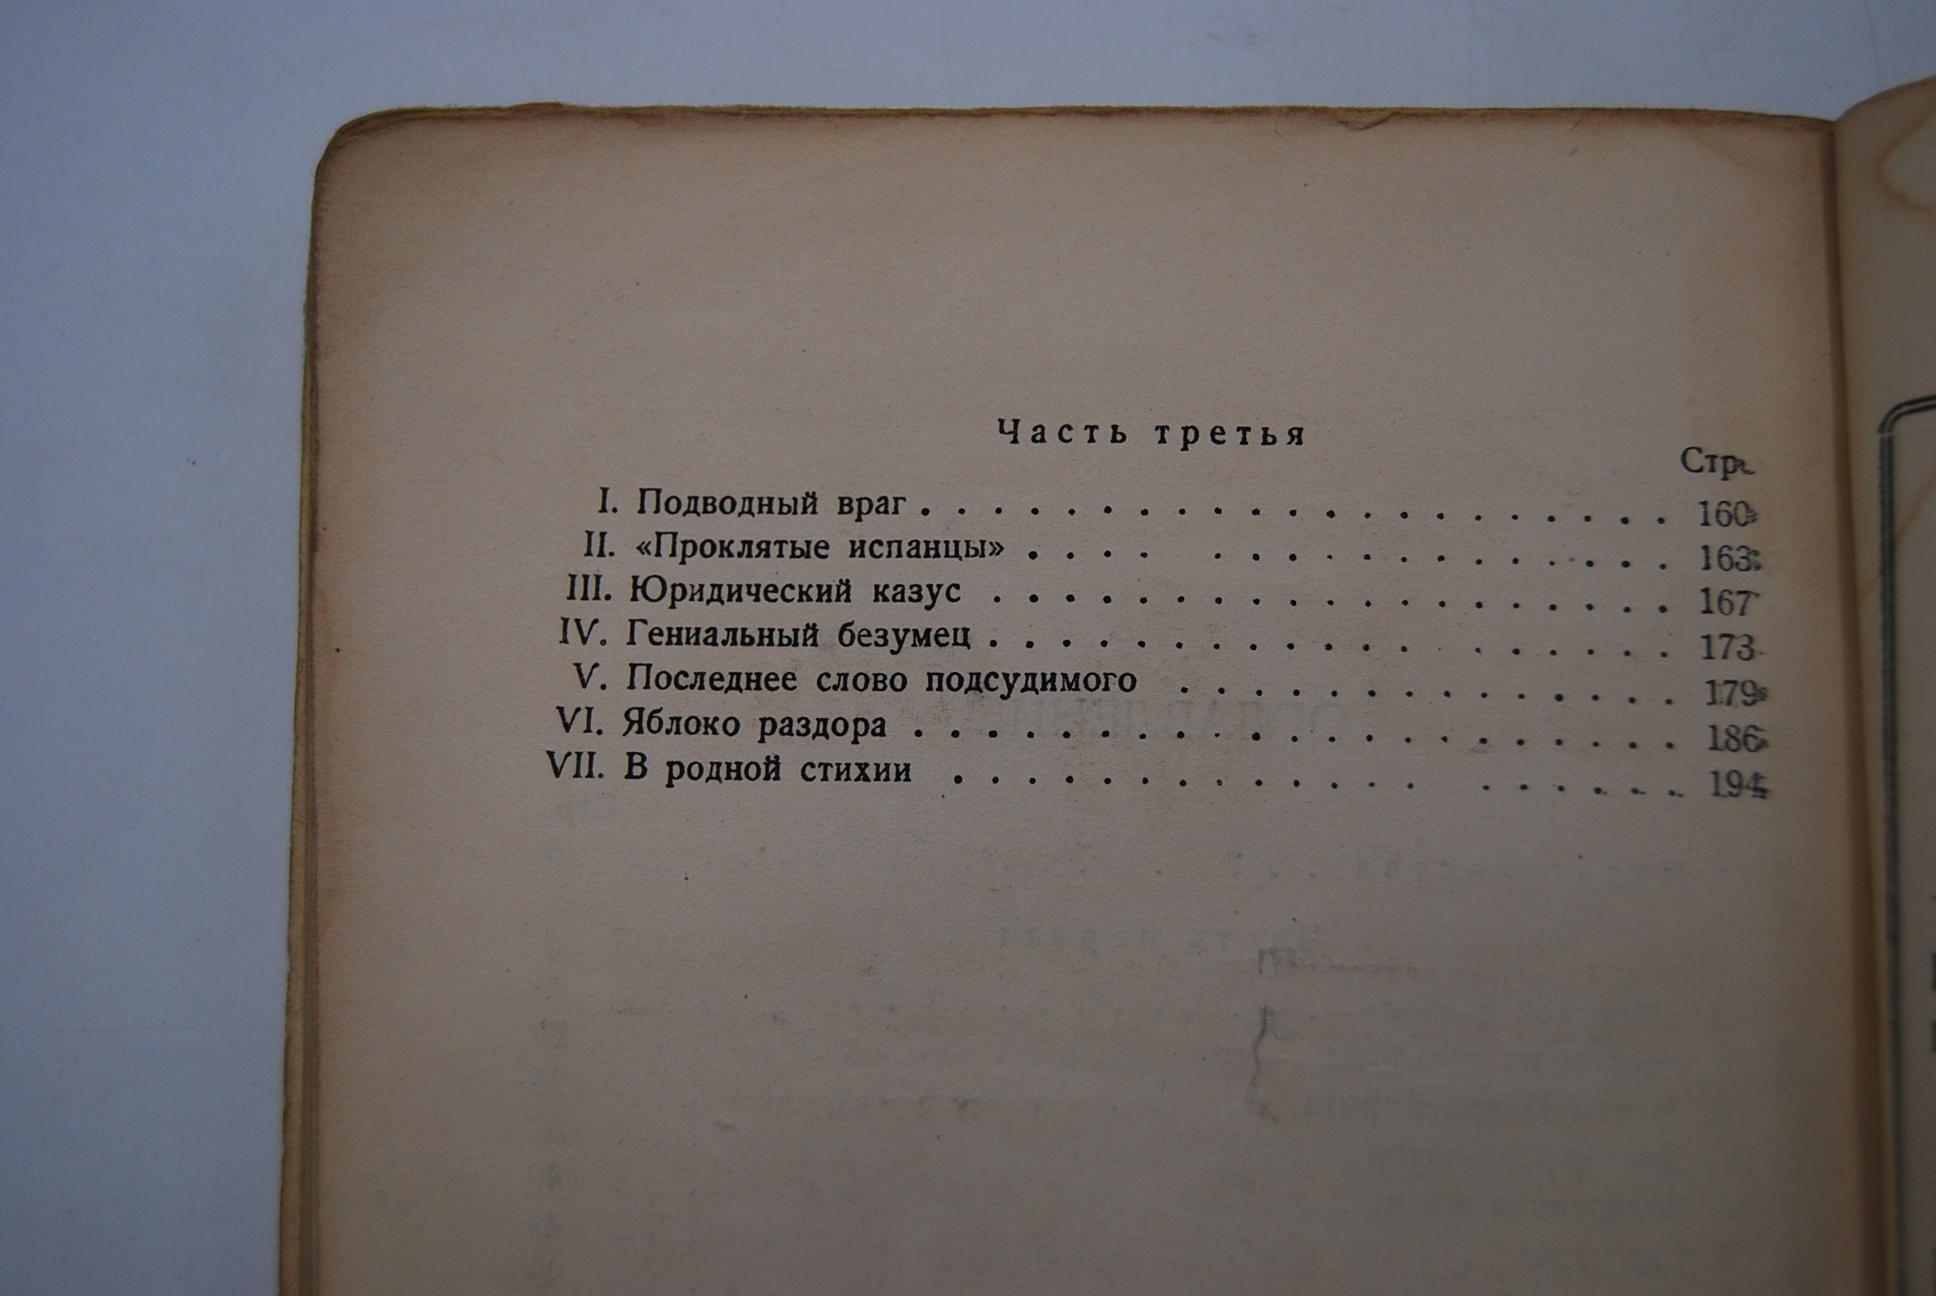 Часть третья
Стр.
I. Подводный враг . . . . . . . . . . . . . . . . . . . . . 160
II. «Проклятые испанцы» . . . . . . . . . . . . . . . . . 163
III. Юридический казус . . . . . . . . . . . . . . . . . . . 167
IV. Гениальный безумец . . . . . . . . . . . . . . . . . . . 173
V. Последнее слово подсудимого . . . . . . . . . . . . . . 179
VI. Яблоко раздора . . . . . . . . . . . . . . . . . . . . . 186
VII. В родной стихии . . . . . . . . . . . . . . . . . . . 194